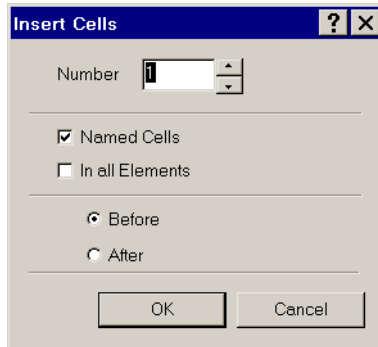 Insert Cells
Number 1
Named Cells
In all Elements
Before
After
OK Cancel